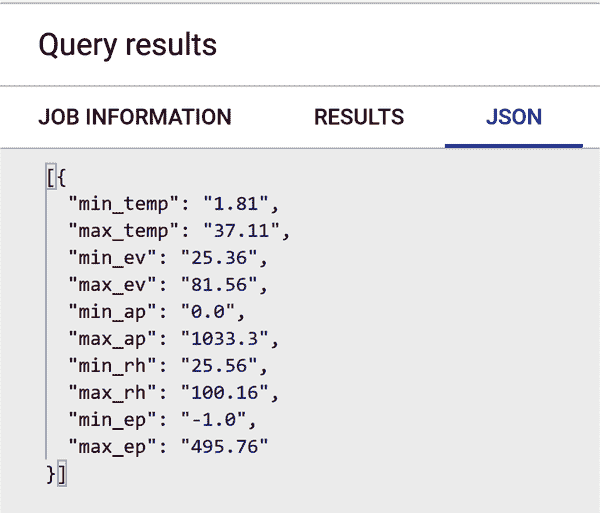 Query results
JOB INFORMATION RESULTS JSON
[{
"min_temp": "1.81",
"max_temp": "37.11",
"min_ev": "25.36",
"max_ev": "81.56",
"min_ap": "0.0",
"max_ap": "1033.3",
"min_rh": "25.56",
"max_rh": "100.16",
"min_ep": "-1.0",
"max_ep": "495.76"
}]